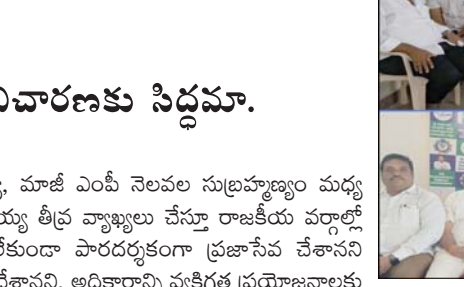 విచారణకు సిద్ధమా.
మాజీ ఎంపీ నెలవల సుబ్రహ్మణ్యం మధ్య
తీవ్ర వ్యాఖ్యలు చేస్తూ రాజకీయ వర్గాల్లో
లేకుండా పారదర్శకంగా ప్రజాసేవ చేశానని
చేశానని, అధికారాన్ని వ్యక్తిగత ప్రయోజనాలకు